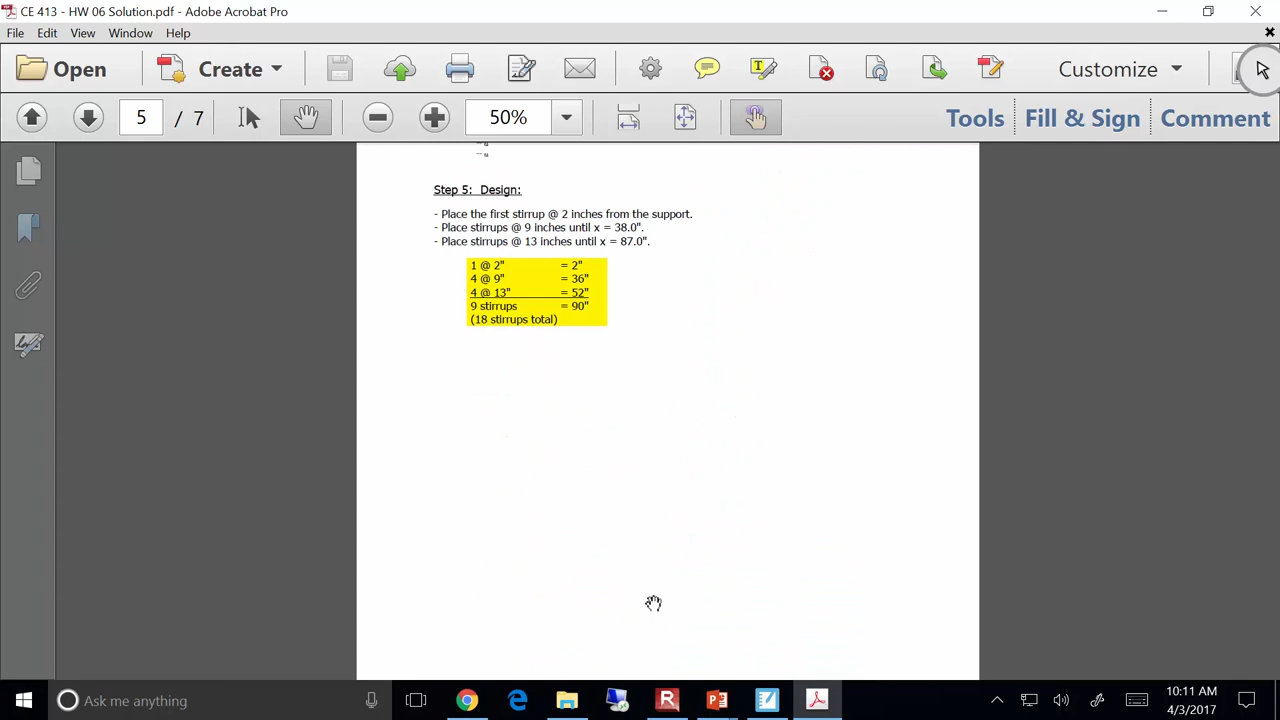 CE 413 - HW 06 Solution.pdf - Adobe Acrobat Pro
File Edit View Window Help
Open Create Customize
5 / 7 50% Tools Fill & Sign Comment
Step 5: Design:
- Place the first stirrup @ 2 inches from the support.
- Place stirrups @ 9 inches until x = 38.0".
- Place stirrups @ 13 inches until x = 87.0".
1 @ 2" = 2"
4 @ 9" = 36"
4 @ 13" = 52"
9 stirrups = 90"
(18 stirrups total)
Ask me anything
10:11 AM
4/3/2017